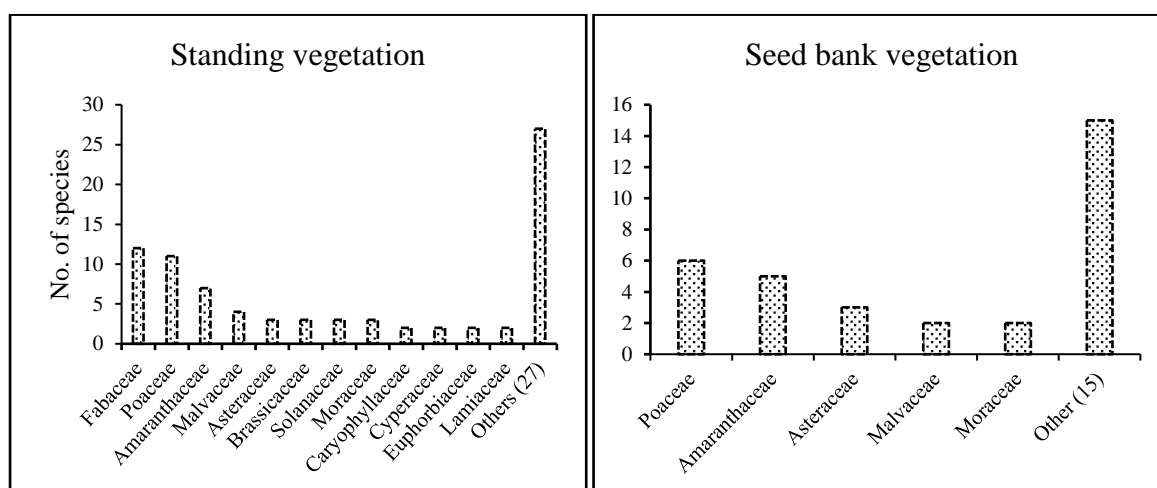 Standing vegetation
No. of species
30
25
20
15
10
5
0
Fabaceae
Poaceae
Amaranthaceae
Malvaceae
Asteraceae
Brassicaceae
Solanaceae
Moraceae
Caryophyllaceae
Cyperaceae
Euphorbiaceae
Lamiaceae
Others (27)
Seed bank vegetation
16
14
12
10
8
6
4
2
0
Poaceae
Amaranthaceae
Asteraceae
Malvaceae
Moraceae
Other (15)